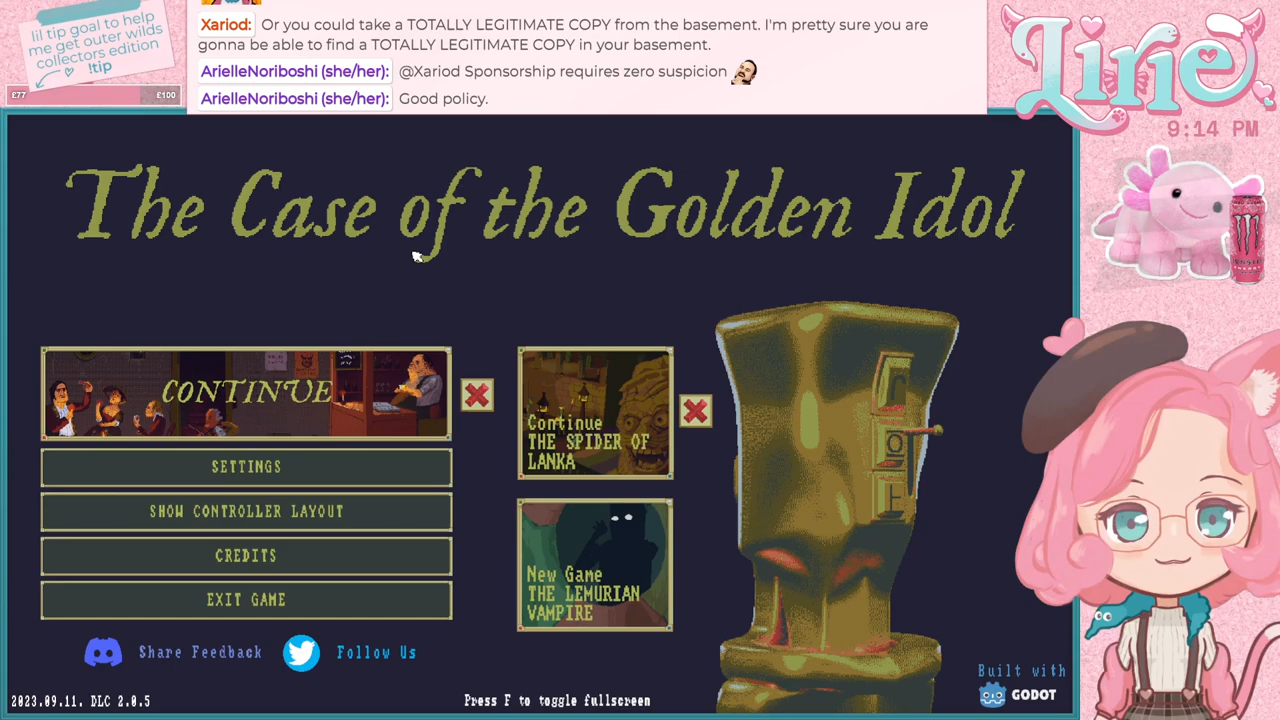 lil tip goal to help
me get outer wilds
collectors edition
!tip
£77
£100
Xariod: Or you could take a TOTALLY LEGITIMATE COPY from the basement. I'm pretty sure you are
gonna be able to find a TOTALLY LEGITIMATE COPY in your basement.
ArielleNoriboshi (she/her): @Xariod Sponsorship requires zero suspicion
ArielleNoriboshi (she/her): Good policy.
Lirie
9:14 PM
The Case of the Golden Idol
CONTINUE
SETTINGS
SHOW CONTROLLER LAYOUT
CREDITS
EXIT GAME
Share Feedback
Follow Us
Continue
THE SPIDER OF
LANKA
New Game
THE LEMURIAN
VAMPIRE
Built with
GODOT
2023.09.11. DLC 2.0.5
Press F to toggle fullscreen